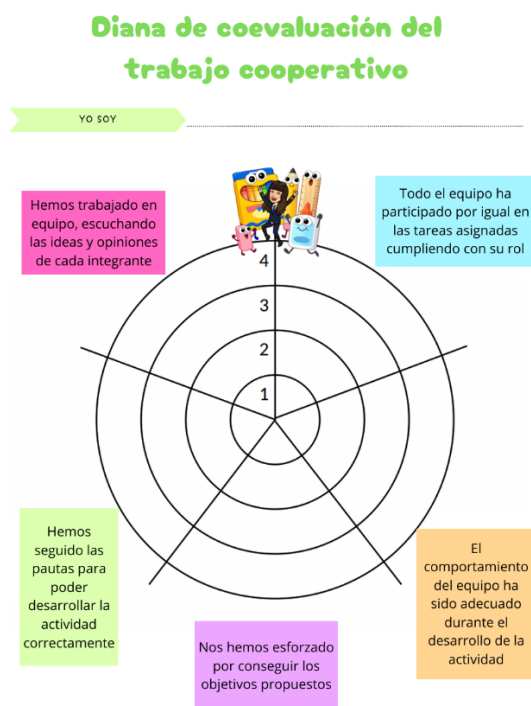 Diana de coevaluación del
trabajo cooperativo
YO SOY
Hemos trabajado en
equipo, escuchando
las ideas y opiniones
de cada integrante
Todo el equipo ha
participado por igual en
las tareas asignadas
cumpliendo con su rol
4
3
2
1
Hemos
seguido las
pautas para
poder
desarrollar la
actividad
correctamente
El
comportamiento
del equipo ha
sido adecuado
durante el
desarrollo de la
actividad
Nos hemos esforzado
por conseguir los
objetivos propuestos